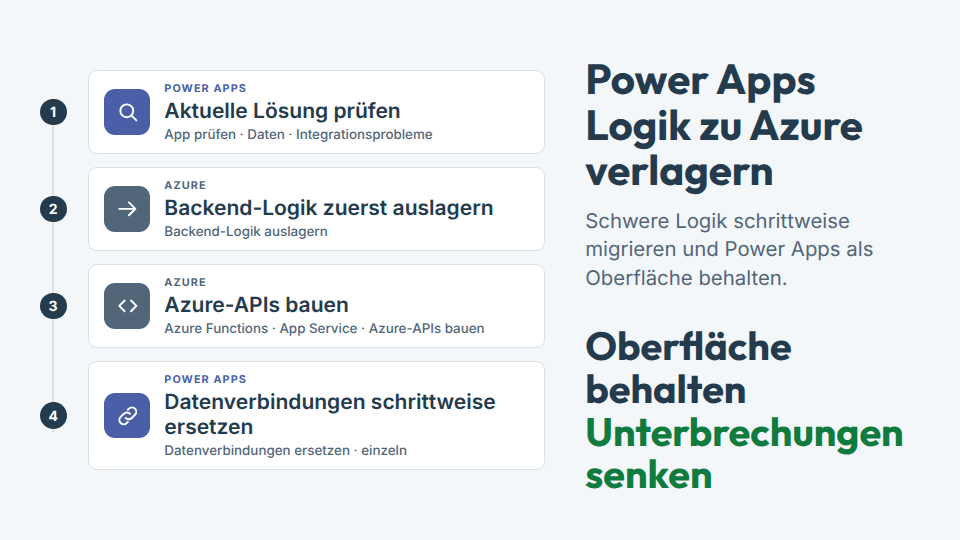 1
POWER APPS
Aktuelle Lösung prüfen
App prüfen · Daten · Integrationsprobleme
2
AZURE
Backend-Logik zuerst auslagern
Backend-Logik auslagern
3
AZURE
Azure-APIs bauen
Azure Functions · App Service · Azure-APIs bauen
4
POWER APPS
Datenverbindungen schrittweise
ersetzen
Datenverbindungen ersetzen · einzeln
Power Apps
Logik zu Azure
verlagern
Schwere Logik schrittweise
migrieren und Power Apps als
Oberfläche behalten.
Oberfläche
behalten
Unterbrechungen
senken